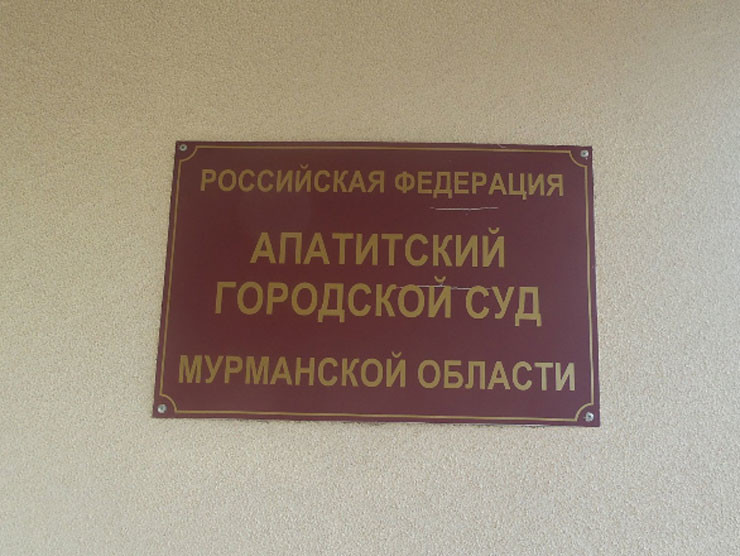 РОССИЙСКАЯ ФЕДЕРАЦИЯ
АПАТИТСКИЙ
ГОРОДСКОЙ СУД
МУРМАНСКОЙ ОБЛАСТИ